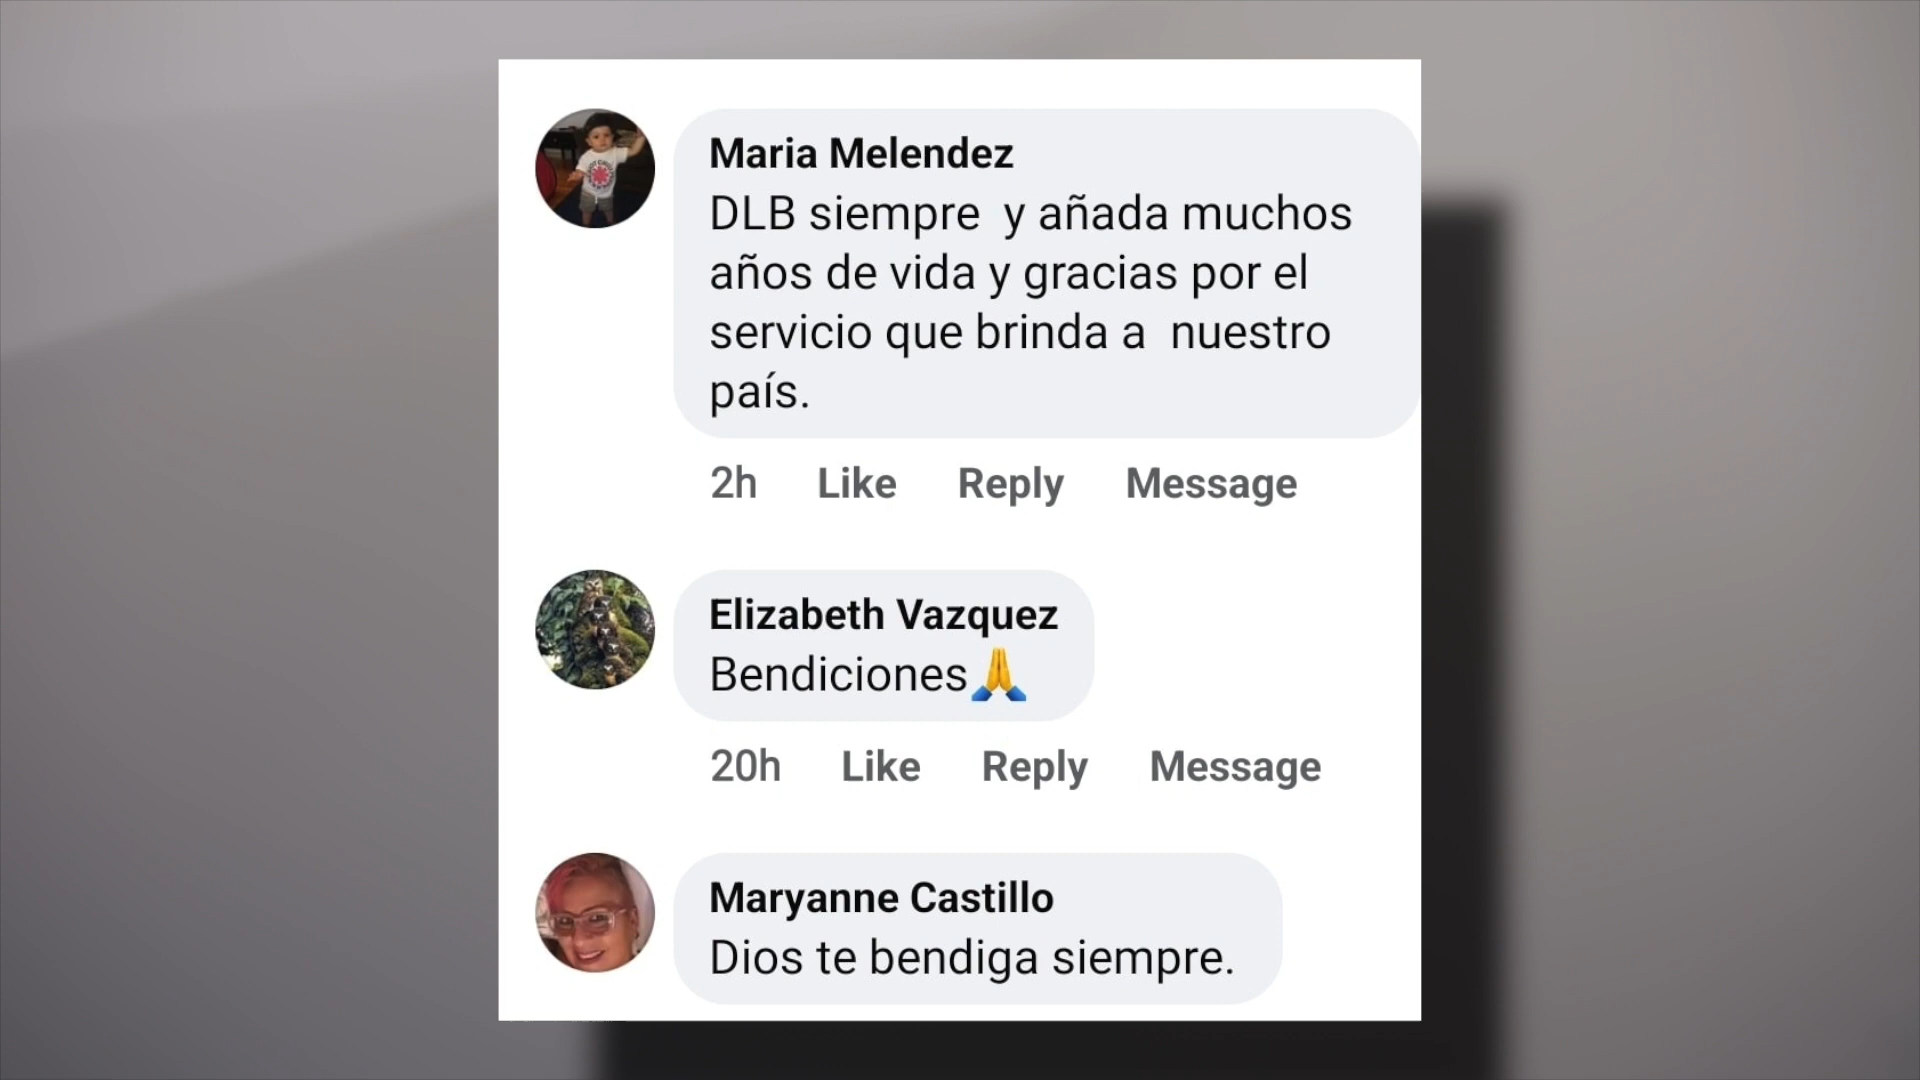 Maria Melendez
DLB siempre y añada muchos
años de vida y gracias por el
servicio que brinda a nuestro
país.
2h Like Reply Message
Elizabeth Vazquez
Bendiciones🙏
20h Like Reply Message
Maryanne Castillo
Dios te bendiga siempre.